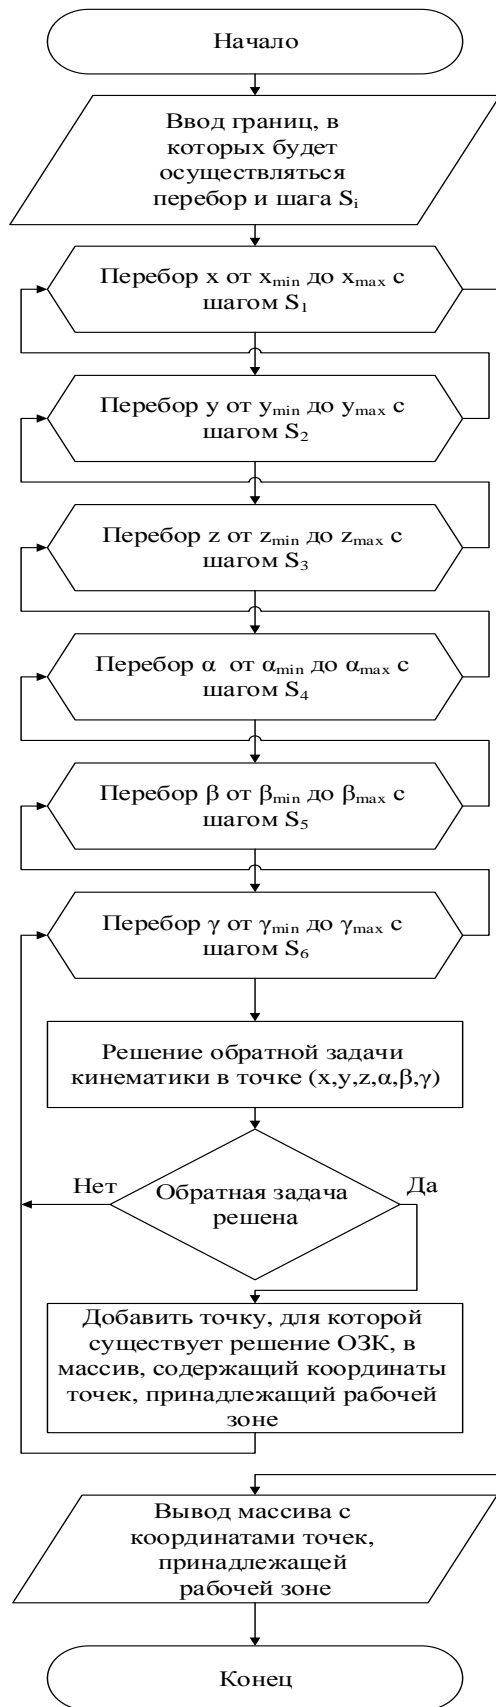 Начало
Ввод границ, в
которых будет
осуществляться
перебор и шага Si
Перебор x от xmin до xmax с
шагом S1
Перебор y от ymin до ymax с
шагом S2
Перебор z от zmin до zmax с
шагом S3
Перебор α от αmin до αmax с
шагом S4
Перебор β от βmin до βmax с
шагом S5
Перебор γ от γmin до γmax с
шагом S6
Решение обратной задачи
кинематики в точке (x,y,z,α,β,γ)
Нет
Да
Обратная задача
решена
Добавить точку, для которой
существует решение ОЗК, в
массив, содержащий координаты
точек, принадлежащий рабочей
зоне
Вывод массива с
координатами точек,
принадлежащей
рабочей зоне
Конец